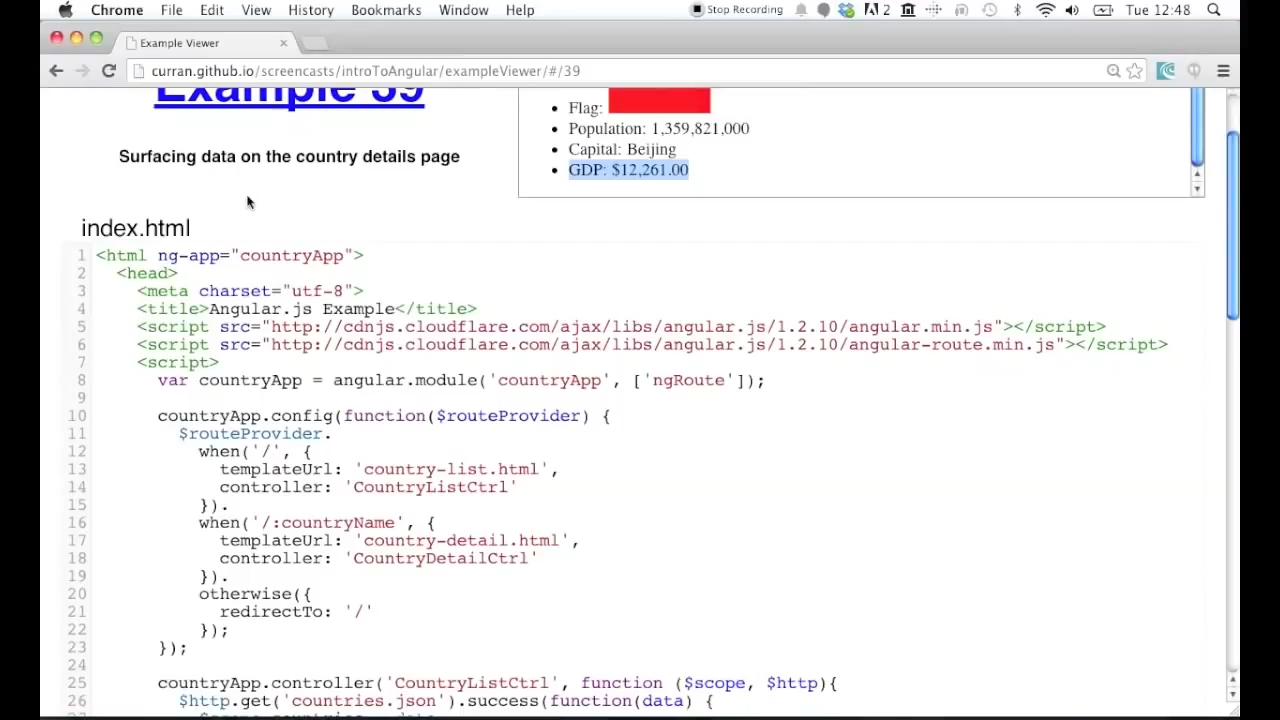 Chrome File Edit View History Bookmarks Window Help Stop Recording 2 Tue 12:48
Example Viewer
curran.github.io/screencasts/introToAngular/exampleViewer/#/39
Example 39
Surfacing data on the country details page
Flag:
Population: 1,359,821,000
Capital: Beijing
GDP: $12,261.00
index.html
1 <html ng-app="countryApp">
2 <head>
3 <meta charset="utf-8">
4 <title>Angular.js Example</title>
5 <script src="http://cdnjs.cloudflare.com/ajax/libs/angular.js/1.2.10/angular.min.js"></script>
6 <script src="http://cdnjs.cloudflare.com/ajax/libs/angular.js/1.2.10/angular-route.min.js"></script>
7 <script>
8 var countryApp = angular.module('countryApp', ['ngRoute']);
9
10 countryApp.config(function($routeProvider) {
11 $routeProvider.
12 when('/', {
13 templateUrl: 'country-list.html',
14 controller: 'CountryListCtrl'
15 }).
16 when('/:countryName', {
17 templateUrl: 'country-detail.html',
18 controller: 'CountryDetailCtrl'
19 }).
20 otherwise({
21 redirectTo: '/'
22 });
23 });
24
25 countryApp.controller('CountryListCtrl', function ($scope, $http){
26 $http.get('countries.json').success(function(data) {